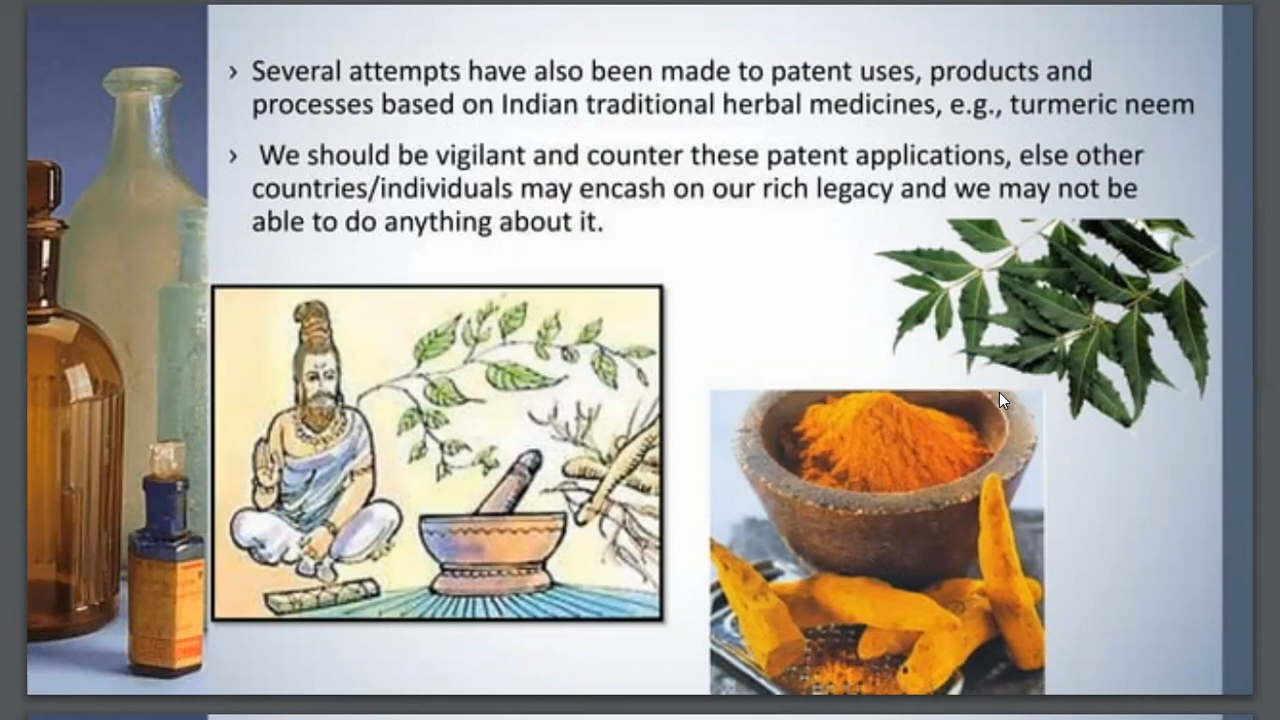 › Several attempts have also been made to patent uses, products and
processes based on Indian traditional herbal medicines, e.g., turmeric neem
› We should be vigilant and counter these patent applications, else other
countries/individuals may encash on our rich legacy and we may not be
able to do anything about it.